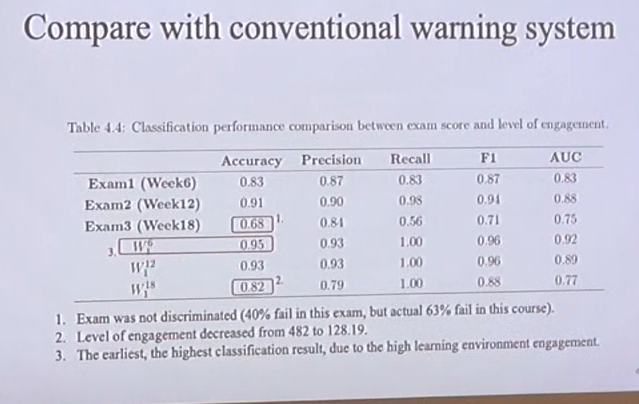 Compare with conventional warning system
Table 4.4: Classification performance comparison between exam score and level of engagement.
Accuracy Precision Recall F1 AUC
Exam1 (Week6) 0.83 0.87 0.83 0.87 0.83
Exam2 (Week12) 0.91 0.90 0.98 0.94 0.88
Exam3 (Week18) 0.68 1. 0.84 0.56 0.71 0.75
3. W₁⁶ 0.95 0.93 1.00 0.96 0.92
W₁¹² 0.93 0.93 1.00 0.96 0.89
W₁¹⁸ 0.82 2. 0.79 1.00 0.88 0.77
1. Exam was not discriminated (40% fail in this exam, but actual 63% fail in this course).
2. Level of engagement decreased from 482 to 128.19.
3. The earliest, the highest classification result, due to the high learning environment engagement.